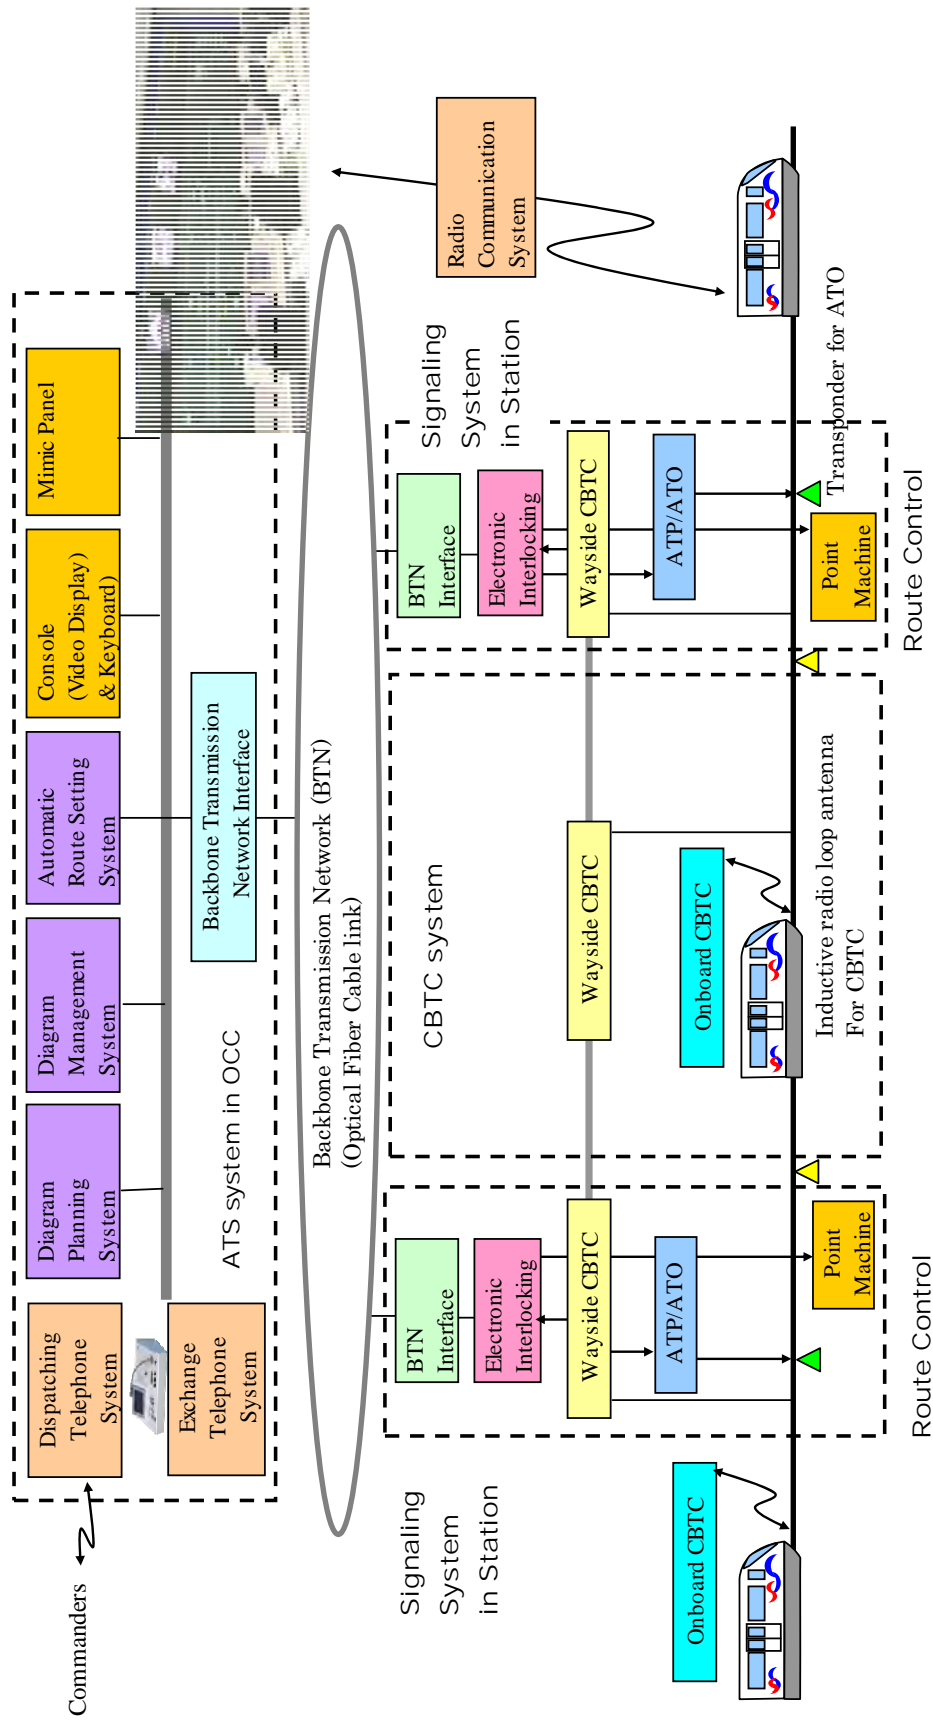 Commanders
Dispatching
Telephone
System
Exchange
Telephone
System
Diagram
Planning
System
Diagram
Management
System
Automatic
Route Setting
System
Console
(Video Display)
& Keyboard)
Mimic Panel
ATS system in OCC
Backbone Transmission
Network Interface
Backbone Transmission Network (BTN)
(Optical Fiber Cable link)
Radio
Communication
System
Signaling
System
in Station
BTN
Interface
Electronic
Interlocking
Wayside CBTC
ATP/ATO
Point
Machine
Route Control
Onboard CBTC
CBTC system
Wayside CBTC
Onboard CBTC
Inductive radio loop antenna
For CBTC
Signaling
System
in Station
BTN
Interface
Electronic
Interlocking
Wayside CBTC
ATP/ATO
Point
Machine
Transponder for ATO
Route Control